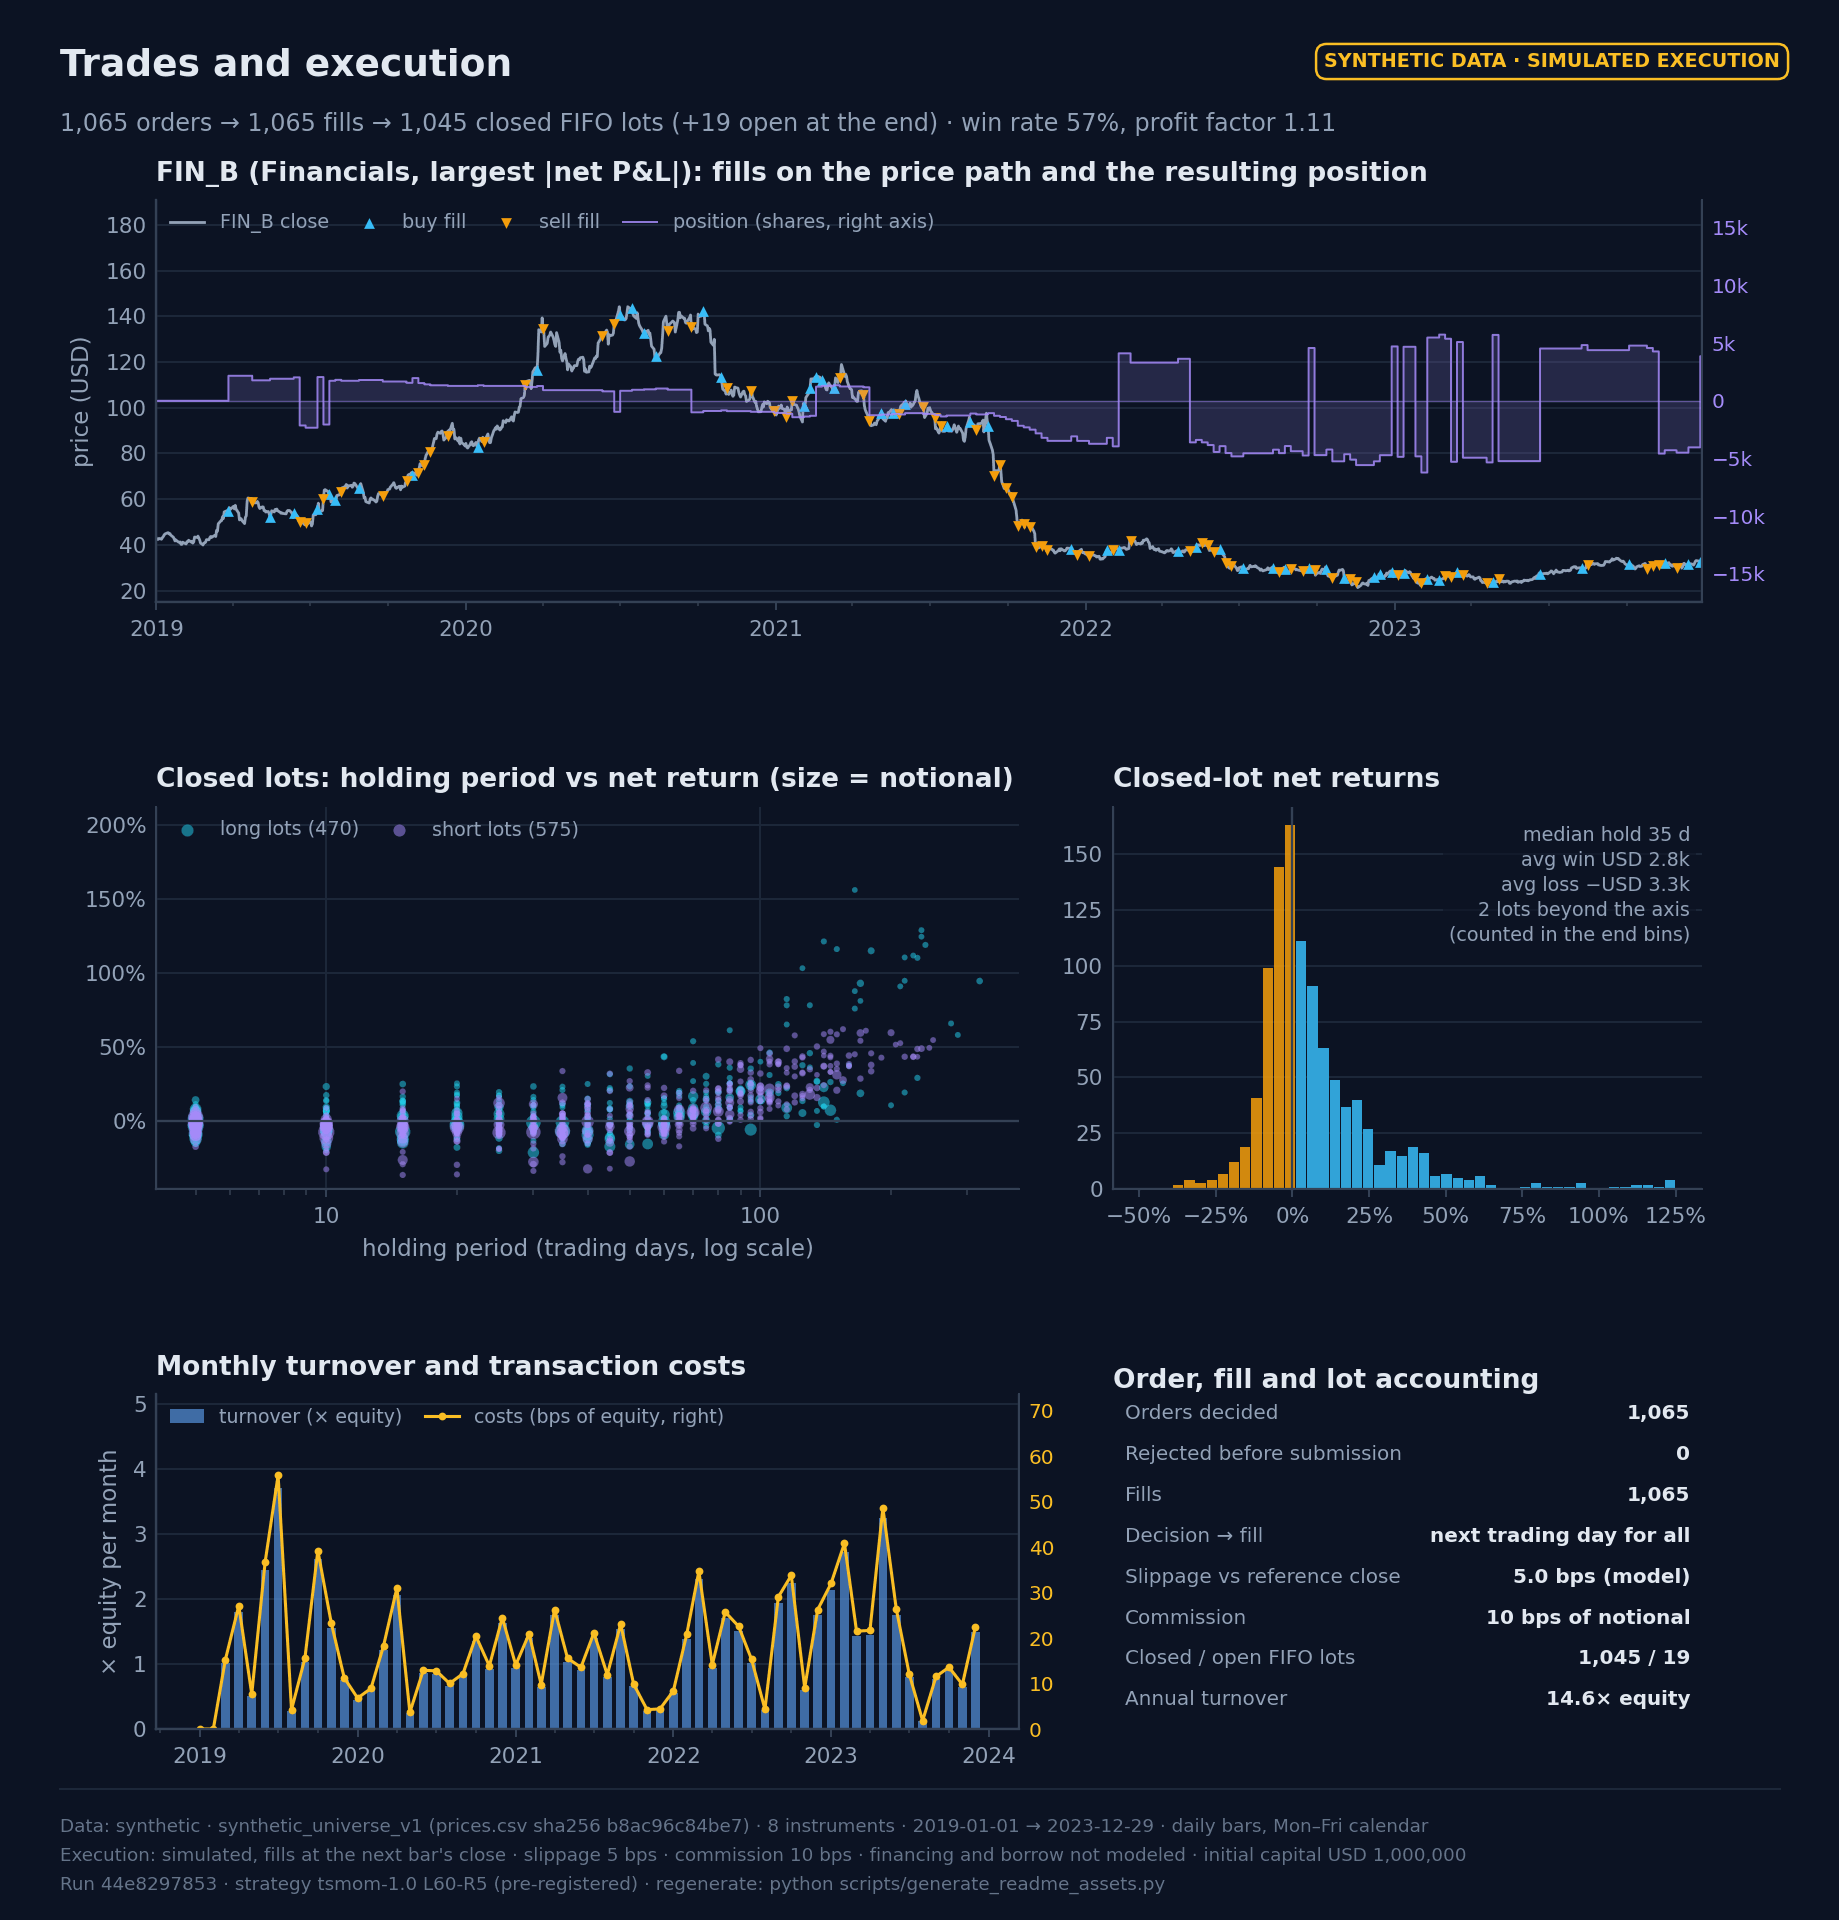 Trades and execution
SYNTHETIC DATA · SIMULATED EXECUTION
1,065 orders → 1,065 fills → 1,045 closed FIFO lots (+19 open at the end) · win rate 57%, profit factor 1.11
FIN_B (Financials, largest |net P&L|): fills on the price path and the resulting position
FIN_B close
buy fill
sell fill
position (shares, right axis)
price (USD)
180
160
140
120
100
80
60
40
20
15k
10k
5k
0
−5k
−10k
−15k
2019
2020
2021
2022
2023
Closed lots: holding period vs net return (size = notional)
long lots (470)
short lots (575)
200%
150%
100%
50%
0%
10
100
holding period (trading days, log scale)
Closed-lot net returns
median hold 35 d
avg win USD 2.8k
avg loss −USD 3.3k
2 lots beyond the axis
(counted in the end bins)
150
125
100
75
50
25
0
−50%
−25%
0%
25%
50%
75%
100%
125%
Monthly turnover and transaction costs
turnover (× equity)
costs (bps of equity, right)
× equity per month
5
4
3
2
1
0
70
60
50
40
30
20
10
0
2019
2020
2021
2022
2023
2024
Order, fill and lot accounting
Orders decided 1,065
Rejected before submission 0
Fills 1,065
Decision → fill next trading day for all
Slippage vs reference close 5.0 bps (model)
Commission 10 bps of notional
Closed / open FIFO lots 1,045 / 19
Annual turnover 14.6× equity
Data: synthetic · synthetic_universe_v1 (prices.csv sha256 b8ac96c84be7) · 8 instruments · 2019-01-01 → 2023-12-29 · daily bars, Mon–Fri calendar
Execution: simulated, fills at the next bar's close · slippage 5 bps · commission 10 bps · financing and borrow not modeled · initial capital USD 1,000,000
Run 44e8297853 · strategy tsmom-1.0 L60-R5 (pre-registered) · regenerate: python scripts/generate_readme_assets.py